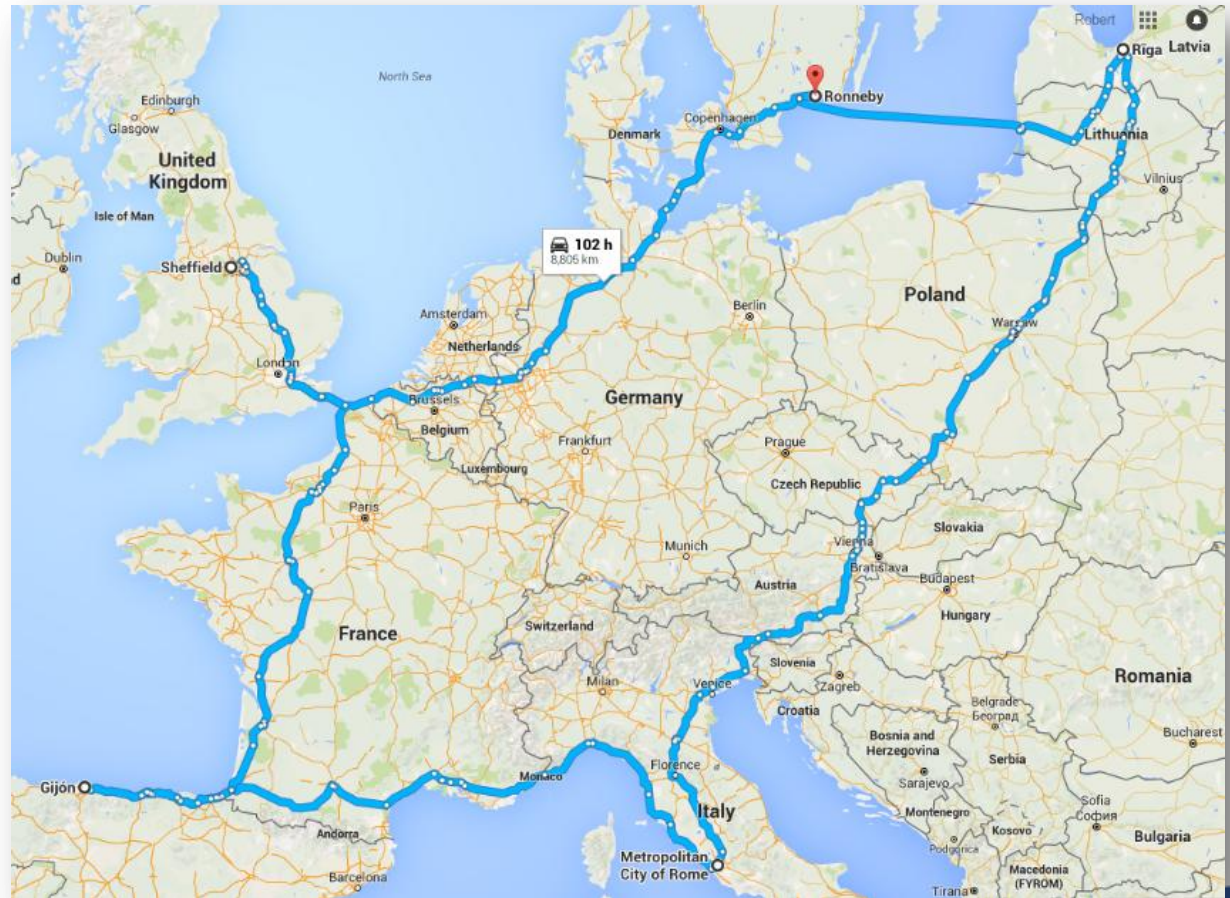 Robert
Rīga
Latvia
North Sea
Edinburgh
Glasgow
Ronneby
Copenhagen
Denmark
Lithuania
United
Kingdom
Vilnius
Isle of Man
102 h
8,805 km
Dublin
Sheffield
d
Poland
Berlin
Amsterdam
Warsaw
Netherlands
London
Brussels
Germany
Belgium
Frankfurt
Prague
Luxembourg
Czech Republic
Paris
Slovakia
Vienna
Munich
Bratislava
Austria
Budapest
Hungary
Switzerland
France
Slovenia
Romania
Milan
Venice
Zagreb
Croatia
Belgrade
Београд
Bosnia and
Herzegovina
Bucharest
Serbia
Florence
Monaco
Gijón
Sarajevo
Italy
Montenegro
Sofia
София
Andorra
Kosovo
Bulgaria
Podgorica
Metropolitan
City of Rome
Barcelona
Macedonia
(FYROM)
Tirana